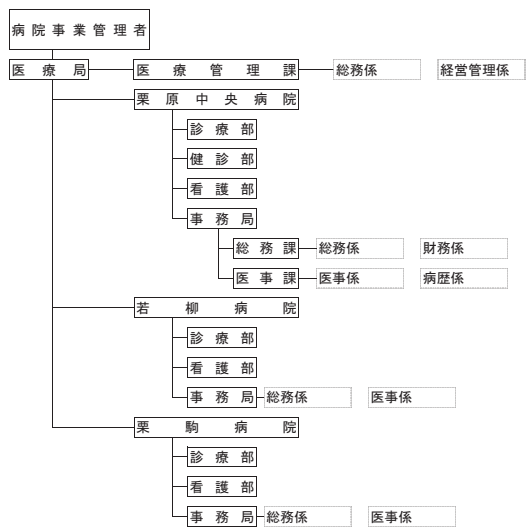 病院事業管理者
医療局 医療管理課 総務係 経営管理係
栗原中央病院
診療部
健診部
看護部
事務局
総務課 総務係 財務係
医事課 医事係 病歴係
若柳病院
診療部
看護部
事務局 総務係 医事係
栗駒病院
診療部
看護部
事務局 総務係 医事係